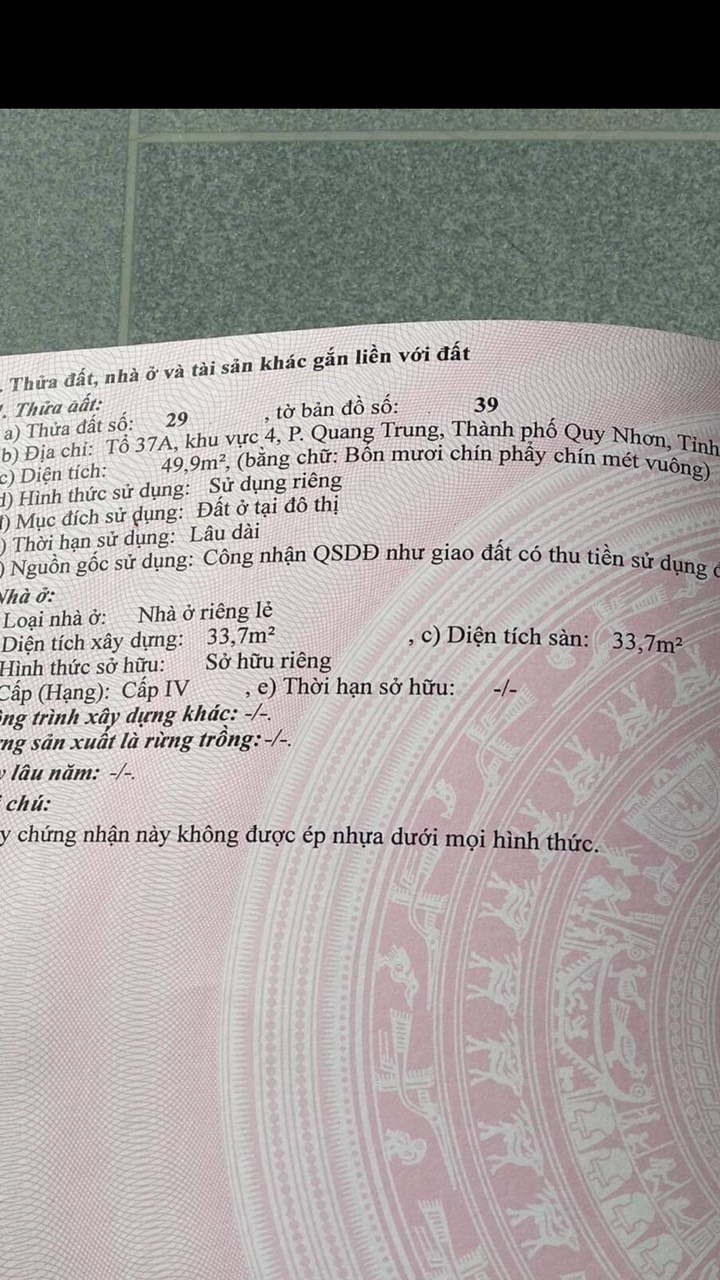 . Thửa đất, nhà ở và tài sản khác gắn liền với đất
. Thửa đất:
a) Thửa đất số: 29 , tờ bản đồ số: 39
b) Địa chỉ: Tổ 37A, khu vực 4, P. Quang Trung, Thành phố Quy Nhơn, Tỉnh
c) Diện tích: 49,9m², (bằng chữ: Bốn mươi chín phẩy chín mét vuông)
d) Hình thức sử dụng: Sử dụng riêng
) Mục đích sử dụng: Đất ở tại đô thị
) Thời hạn sử dụng: Lâu dài
) Nguồn gốc sử dụng: Công nhận QSDĐ như giao đất có thu tiền sử dụng
Nhà ở:
Loại nhà ở: Nhà ở riêng lẻ
Diện tích xây dựng: 33,7m² , c) Diện tích sàn: 33,7m²
Hình thức sở hữu: Sở hữu riêng
Cấp (Hạng): Cấp IV , e) Thời hạn sở hữu: -/-
ng trình xây dựng khác: -/-.
ng sản xuất là rừng trồng: -/-.
y lâu năm: -/-.
chú:
y chứng nhận này không được ép nhựa dưới mọi hình thức.